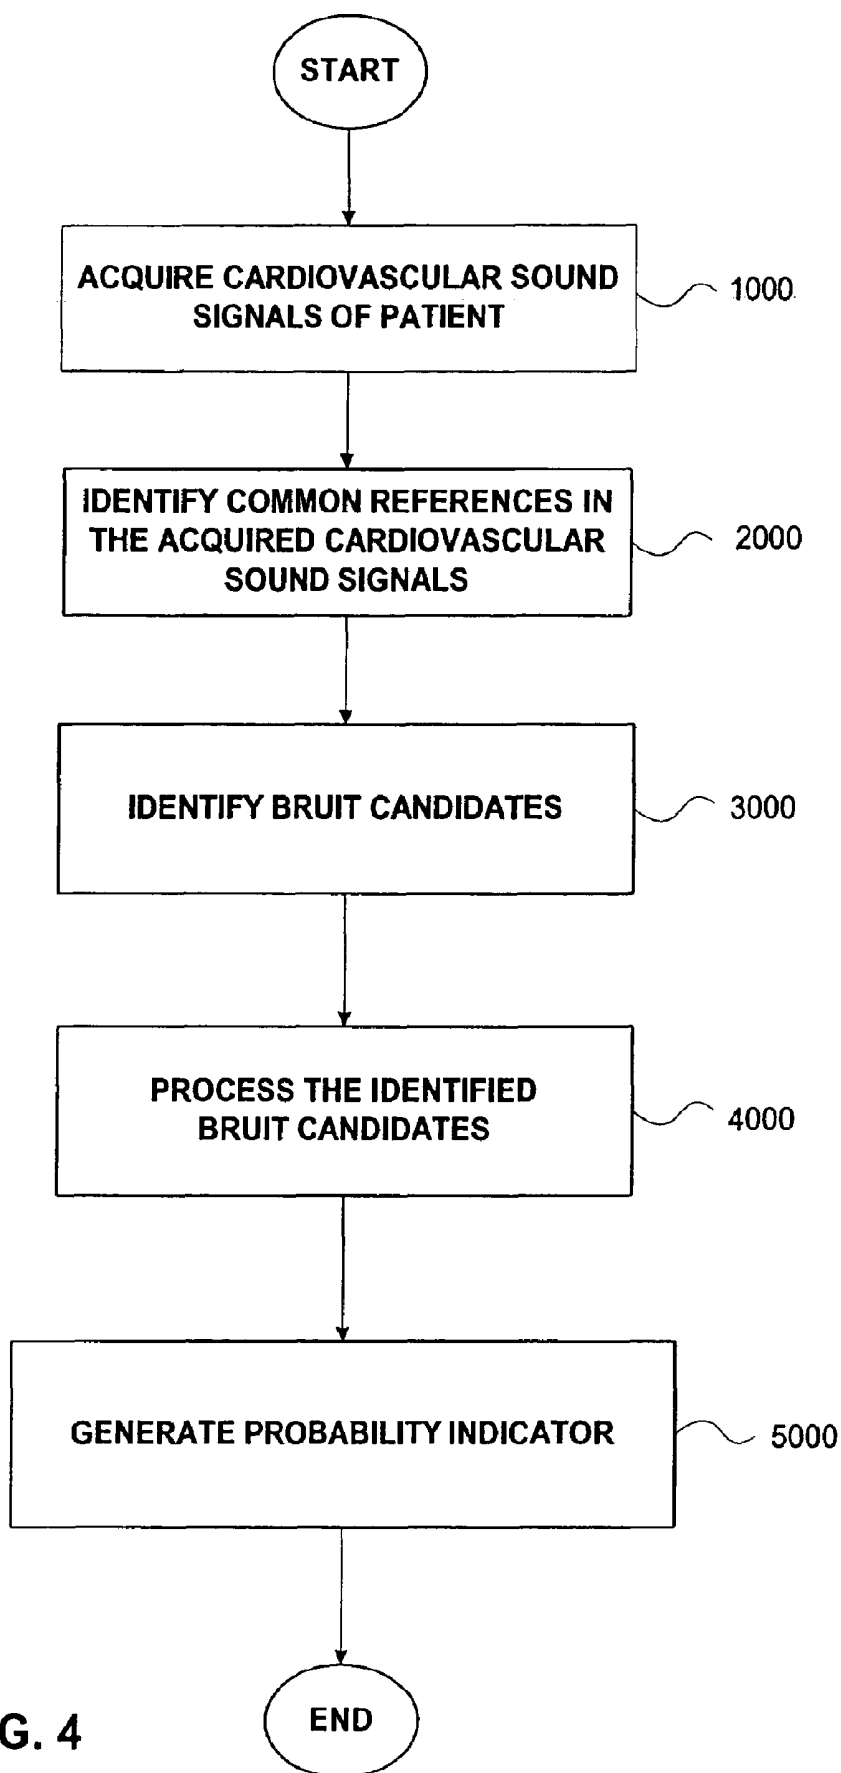 START
ACQUIRE CARDIOVASCULAR SOUND
SIGNALS OF PATIENT
1000
IDENTIFY COMMON REFERENCES IN
THE ACQUIRED CARDIOVASCULAR
SOUND SIGNALS
2000
IDENTIFY BRUIT CANDIDATES
3000
PROCESS THE IDENTIFIED
BRUIT CANDIDATES
4000
GENERATE PROBABILITY INDICATOR
5000
END
G. 4